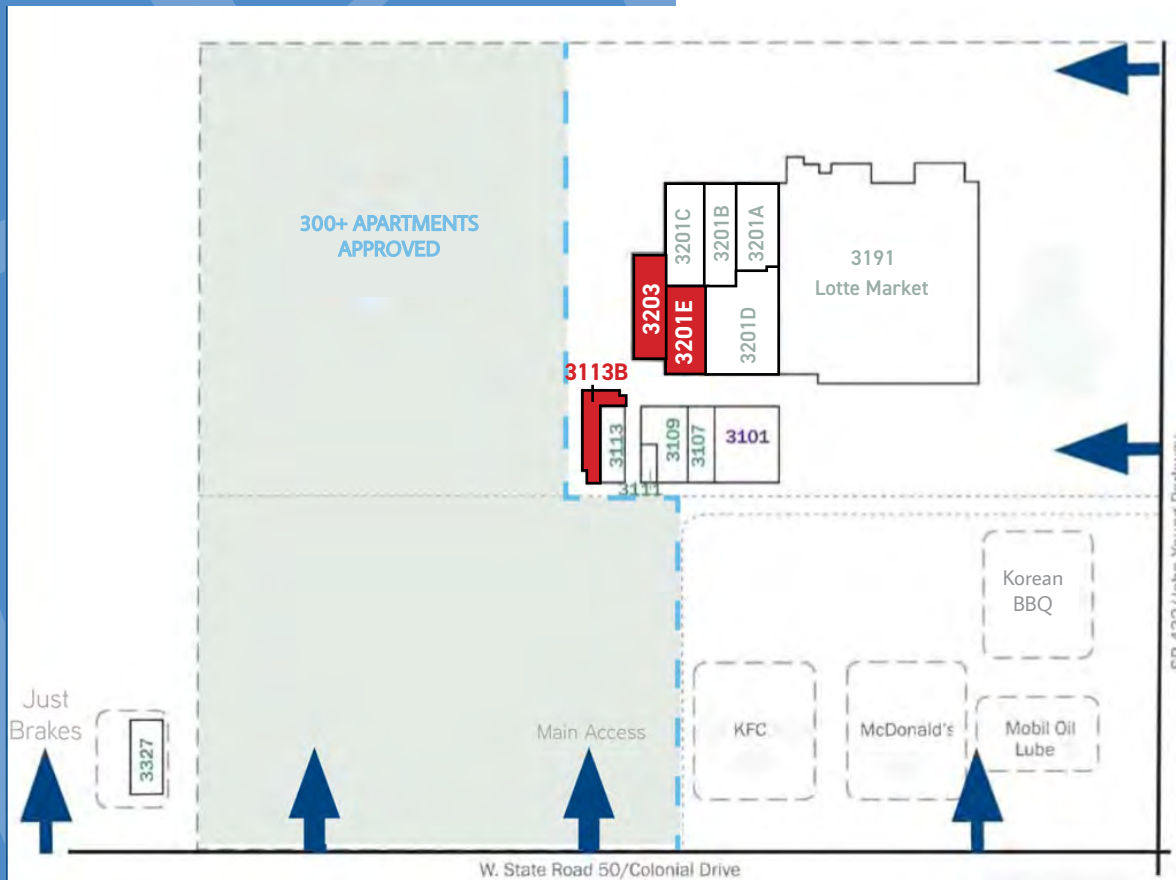 300+ APARTMENTS
APPROVED
3201C
3201B
3201A
3191
Lotte Market
3203
3201E
3201D
3113B
3113
3109
3107
3101
3111
Korean
BBQ
Just
Brakes
3327
Main Access
KFC
McDonald's
Mobil Oil
Lube
W. State Road 50/Colonial Drive